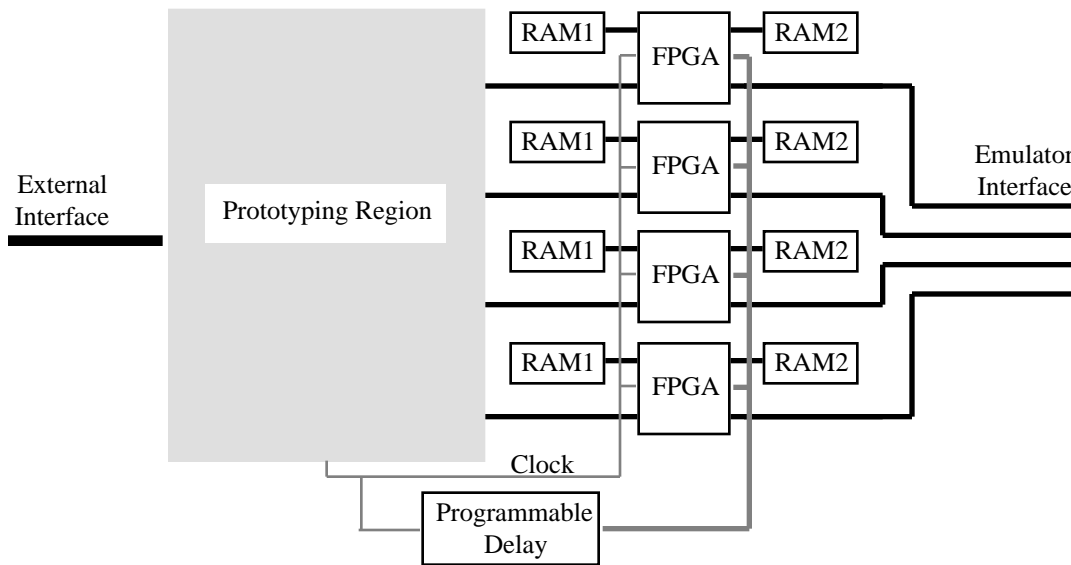 RAM1
FPGA
RAM2
RAM1
FPGA
RAM2
External
Interface
Prototyping Region
Emulator
Interface
RAM1
FPGA
RAM2
RAM1
FPGA
RAM2
Clock
Programmable
Delay